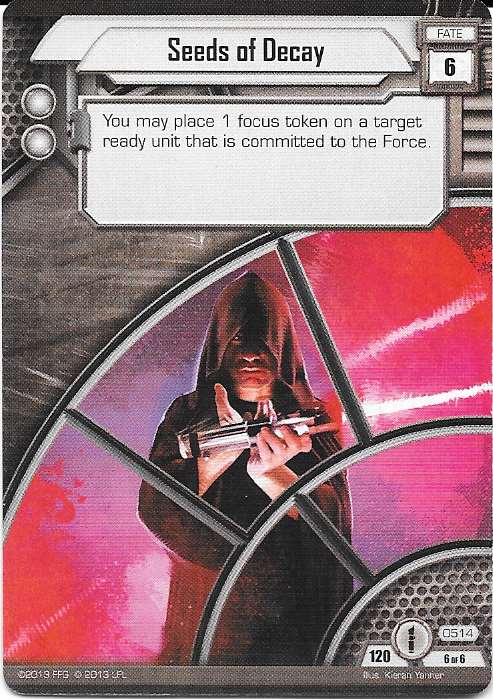 Seeds of Decay
FATE
6
You may place 1 focus token on a target
ready unit that is committed to the Force.
0514
120
6 OF 6
©2013 FFG © 2013 LFL
Illus. Kieran Yanner